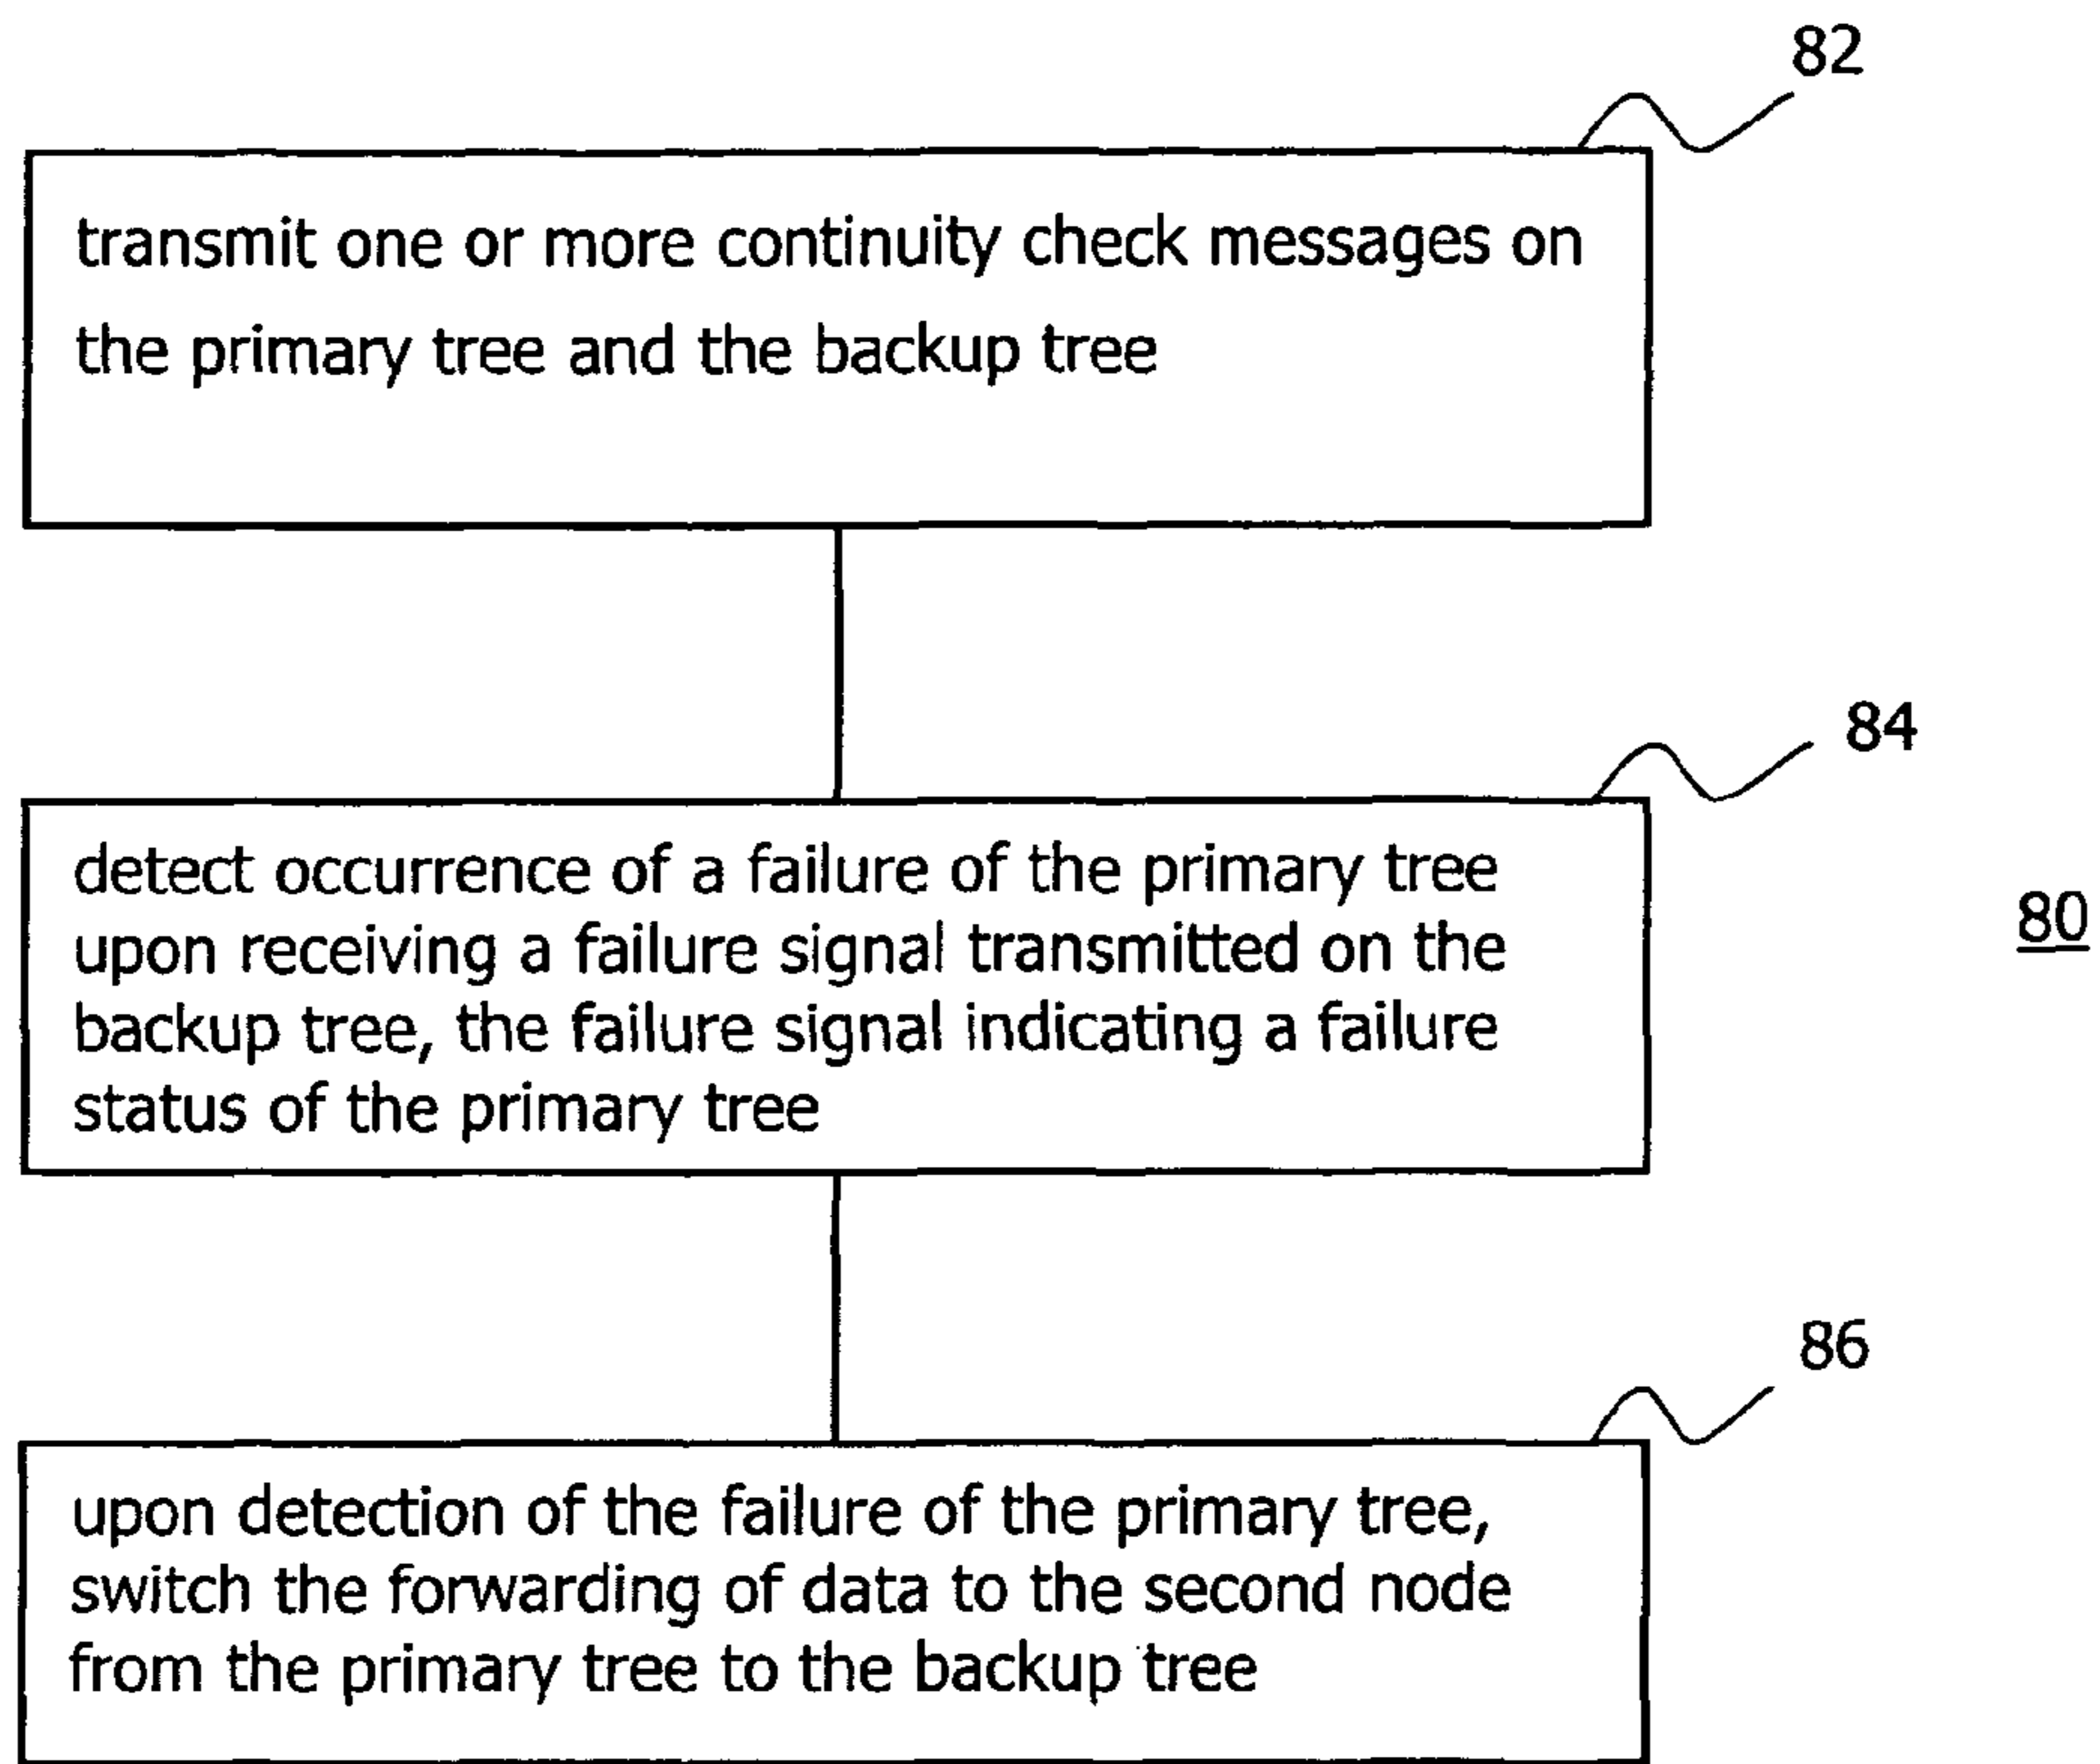 82
transmit one or more continuity check messages on
the primary tree and the backup tree
84
detect occurrence of a failure of the primary tree
upon receiving a failure signal transmitted on the
backup tree, the failure signal indicating a failure
status of the primary tree
80
86
upon detection of the failure of the primary tree,
switch the forwarding of data to the second node
from the primary tree to the backup tree